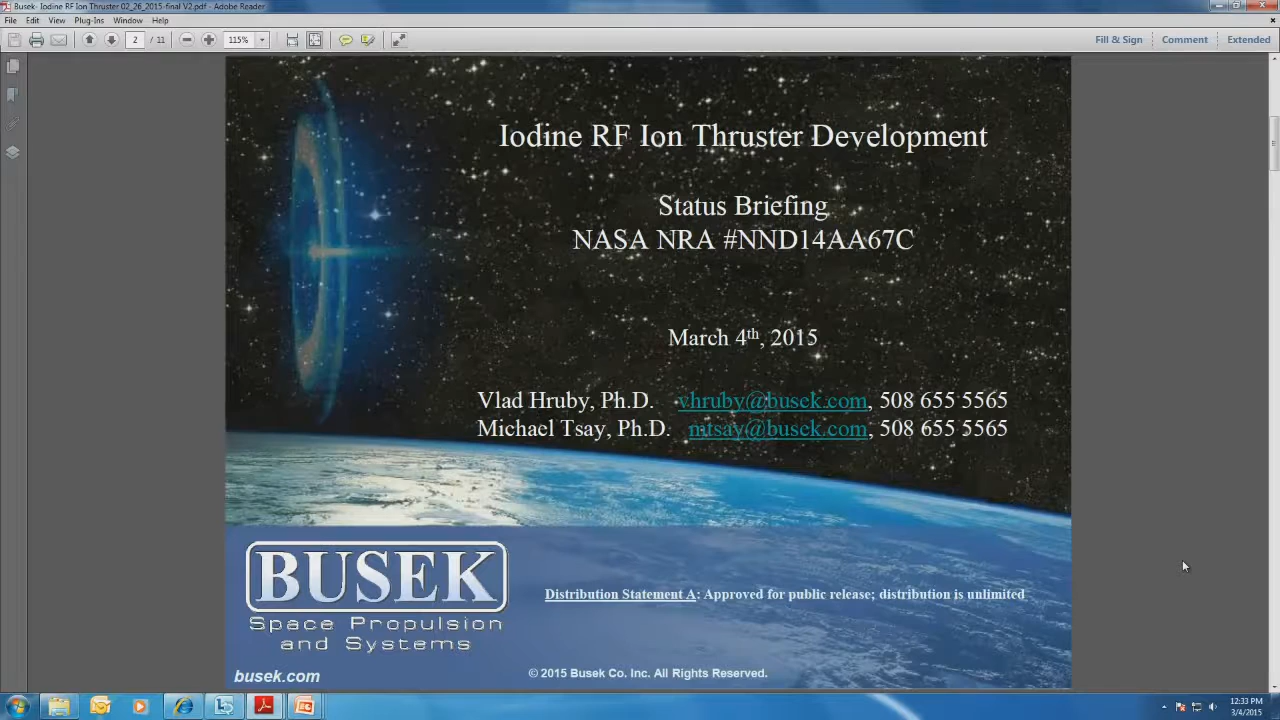 Busek- Iodine RF Ion Thruster 02_26_2015-final V2.pdf - Adobe Reader
File Edit View Plug-Ins Window Help
2 / 11 115% Fill & Sign Comment Extended
Iodine RF Ion Thruster Development
Status Briefing
NASA NRA #NND14AA67C
March 4th, 2015
Vlad Hruby, Ph.D. vhruby@busek.com, 508 655 5565
Michael Tsay, Ph.D. mtsay@busek.com, 508 655 5565
BUSEK
Space Propulsion
and Systems
Distribution Statement A: Approved for public release; distribution is unlimited
busek.com
© 2015 Busek Co. Inc. All Rights Reserved.
12:33 PM
3/4/2015